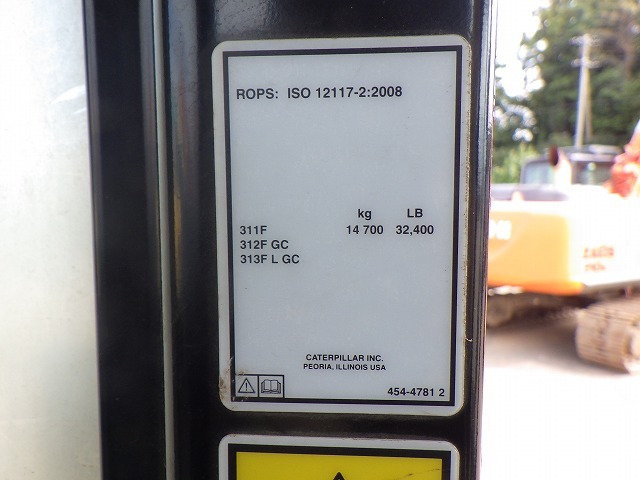 ROPS: ISO 12117-2:2008
kg LB
311F 14 700 32,400
312F GC
313F L GC
CATERPILLAR INC.
PEORIA, ILLINOIS USA
454-4781 2